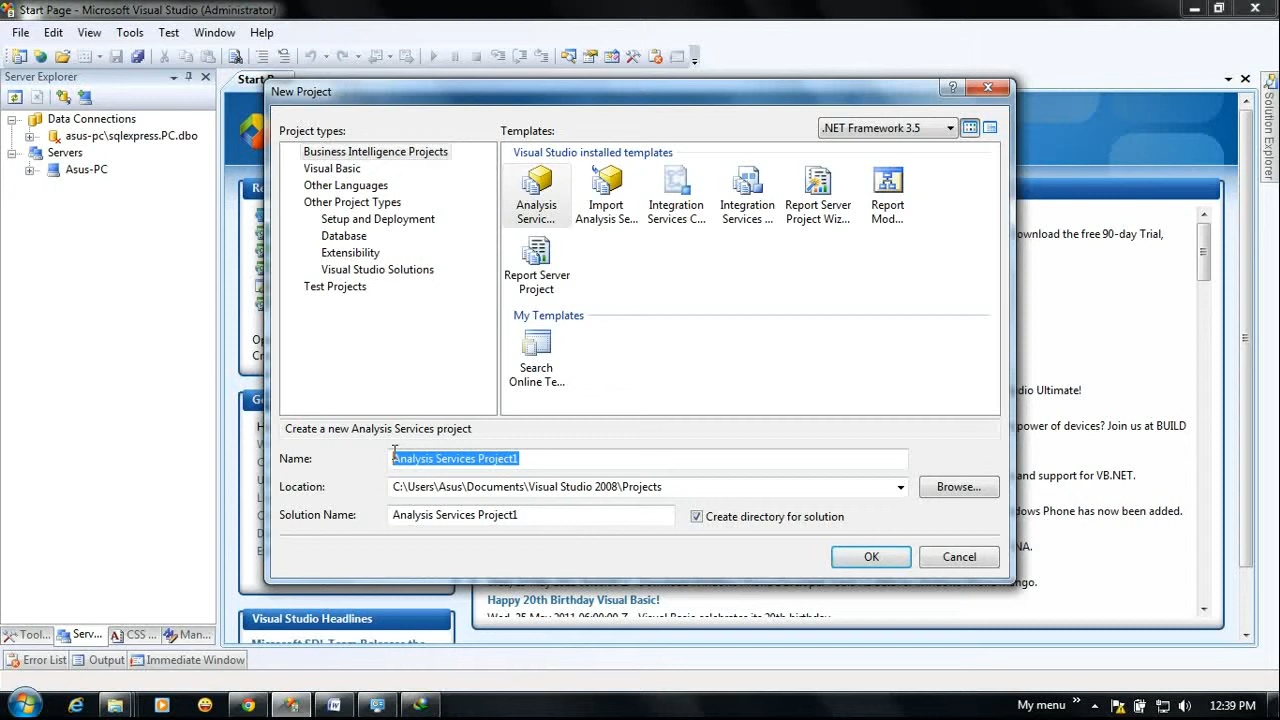 Start Page - Microsoft Visual Studio (Administrator)
File Edit View Tools Test Window Help
Server Explorer
Start
Data Connections
asus-pc\sqlexpress.PC.dbo
Servers
Asus-PC
Solution Explorer
New Project
Project types:
Templates:
.NET Framework 3.5
Business Intelligence Projects
Visual Basic
Other Languages
Other Project Types
Setup and Deployment
Database
Extensibility
Visual Studio Solutions
Test Projects
Visual Studio installed templates
Analysis Servic...
Import Analysis Se...
Integration Services C...
Integration Services ...
Report Server Project Wiz...
Report Mod...
Report Server Project
My Templates
Search Online Te...
Create a new Analysis Services project
Name: Analysis Services Project1
Location: C:\Users\Asus\Documents\Visual Studio 2008\Projects
Browse...
Solution Name: Analysis Services Project1
Create directory for solution
OK
Cancel
download the free 90-day Trial,
dio Ultimate!
power of devices? Join us at BUILD
d support for VB.NET.
dows Phone has now been added.
NA.
Happy 20th Birthday Visual Basic!
Visual Studio Headlines
Tool...
Serv...
CSS ...
Man...
Error List
Output
Immediate Window
My menu
12:39 PM